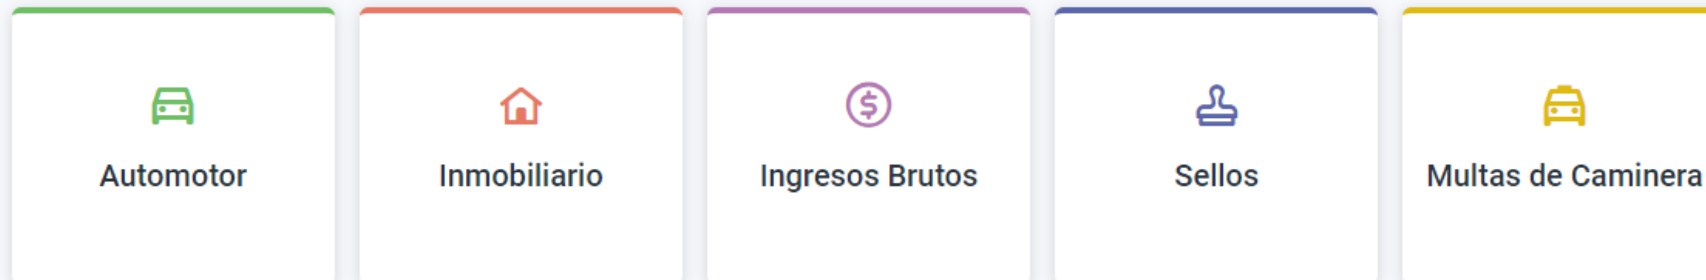 Automotor
Inmobiliario
Ingresos Brutos
Sellos
Multas de Caminera